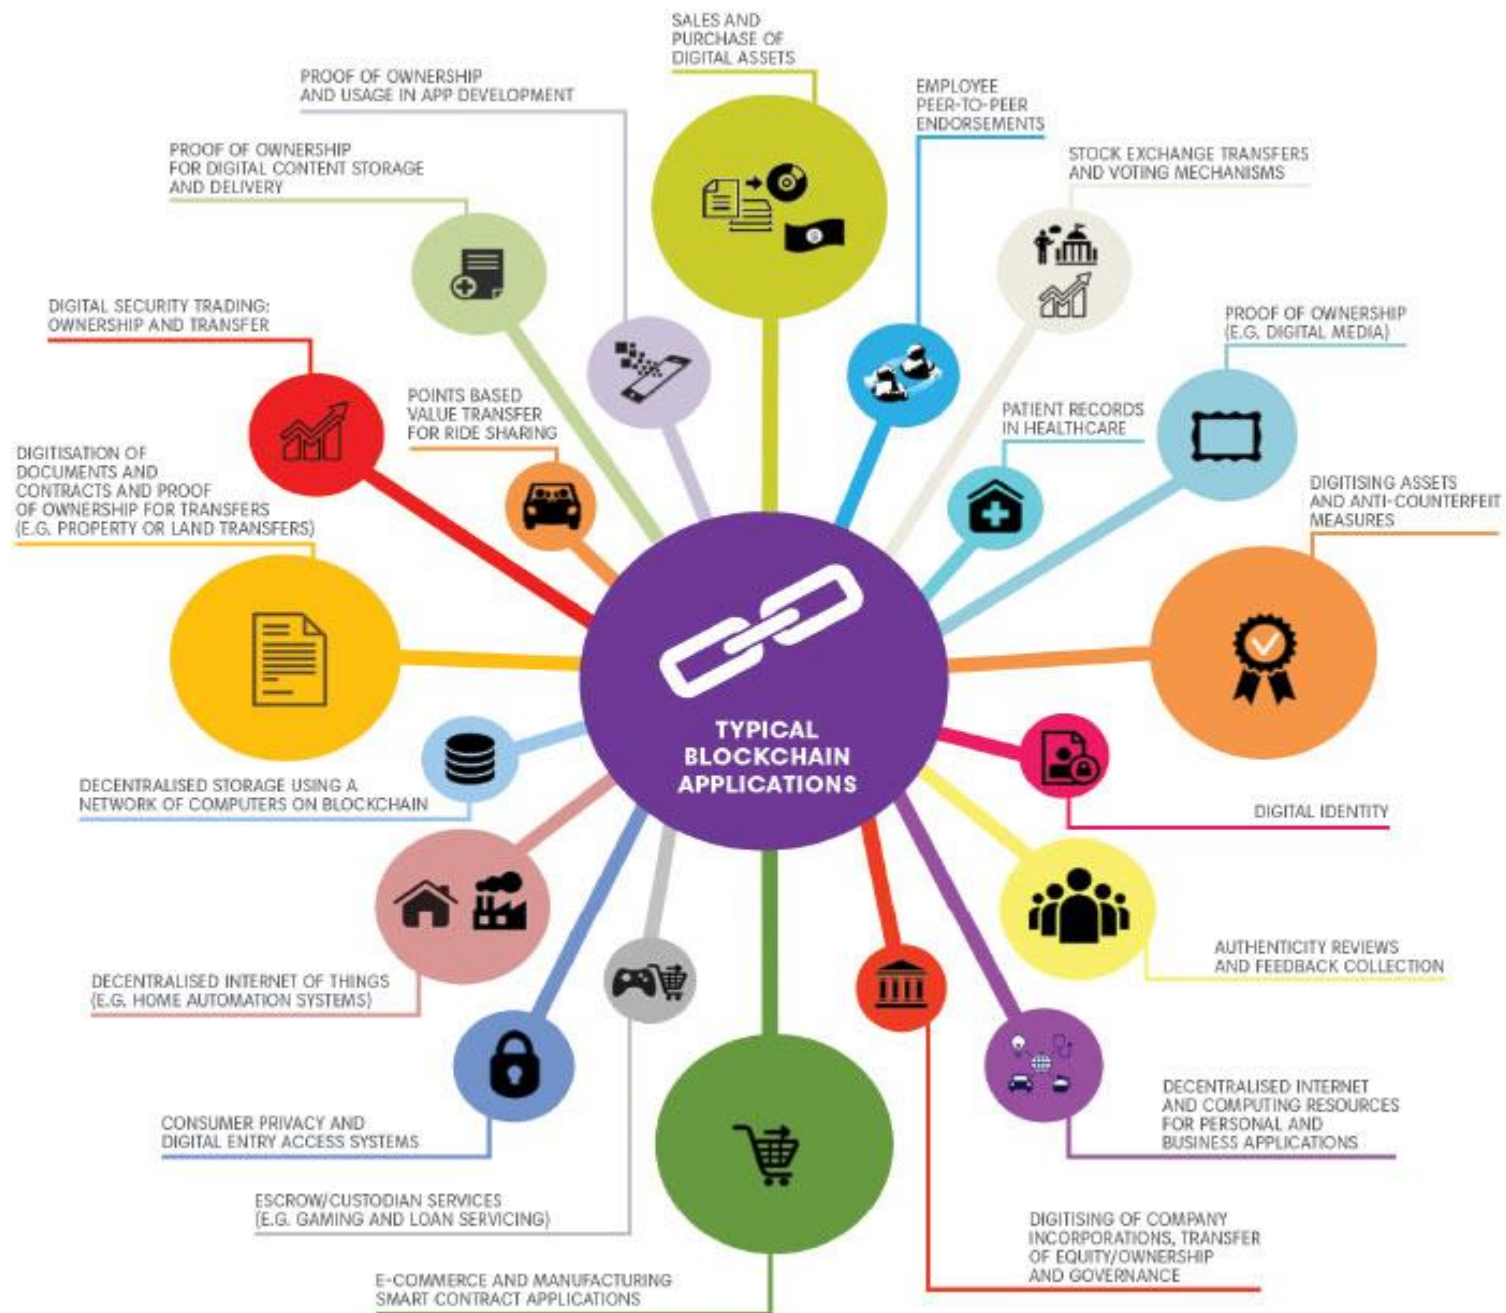 SALES AND
PURCHASE OF
DIGITAL ASSETS
PROOF OF OWNERSHIP
AND USAGE IN APP DEVELOPMENT
EMPLOYEE
PEER-TO-PEER
ENDORSEMENTS
PROOF OF OWNERSHIP
FOR DIGITAL CONTENT STORAGE
AND DELIVERY
STOCK EXCHANGE TRANSFERS
AND VOTING MECHANISMS
DIGITAL SECURITY TRADING:
OWNERSHIP AND TRANSFER
PROOF OF OWNERSHIP
(E.G. DIGITAL MEDIA)
POINTS BASED
VALUE TRANSFER
FOR RIDE SHARING
PATIENT RECORDS
IN HEALTHCARE
DIGITISATION OF
DOCUMENTS AND
CONTRACTS AND PROOF
OF OWNERSHIP FOR TRANSFERS
(E.G. PROPERTY OR LAND TRANSFERS)
DIGITISING ASSETS
AND ANTI-COUNTERFEIT
MEASURES
TYPICAL
BLOCKCHAIN
APPLICATIONS
DECENTRALISED STORAGE USING A
NETWORK OF COMPUTERS ON BLOCKCHAIN
DIGITAL IDENTITY
DECENTRALISED INTERNET OF THINGS
(E.G. HOME AUTOMATION SYSTEMS)
AUTHENTICITY REVIEWS
AND FEEDBACK COLLECTION
CONSUMER PRIVACY AND
DIGITAL ENTRY ACCESS SYSTEMS
DECENTRALISED INTERNET
AND COMPUTING RESOURCES
FOR PERSONAL AND
BUSINESS APPLICATIONS
ESCROW/CUSTODIAN SERVICES
(E.G. GAMING AND LOAN SERVICING)
DIGITISING OF COMPANY
INCORPORATIONS, TRANSFER
OF EQUITY/OWNERSHIP
AND GOVERNANCE
E-COMMERCE AND MANUFACTURING
SMART CONTRACT APPLICATIONS